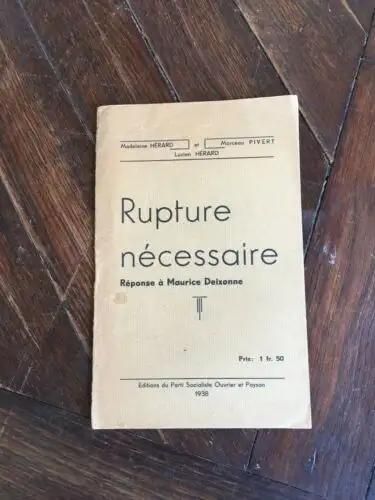 Madeleine HÉRARD et Marceau PIVERT
Lucien HÉRARD
Rupture
nécessaire
Réponse à Maurice Deixonne
Prix: 1 fr. 50
Editions du Parti Socialiste Ouvrier et Paysan
1938